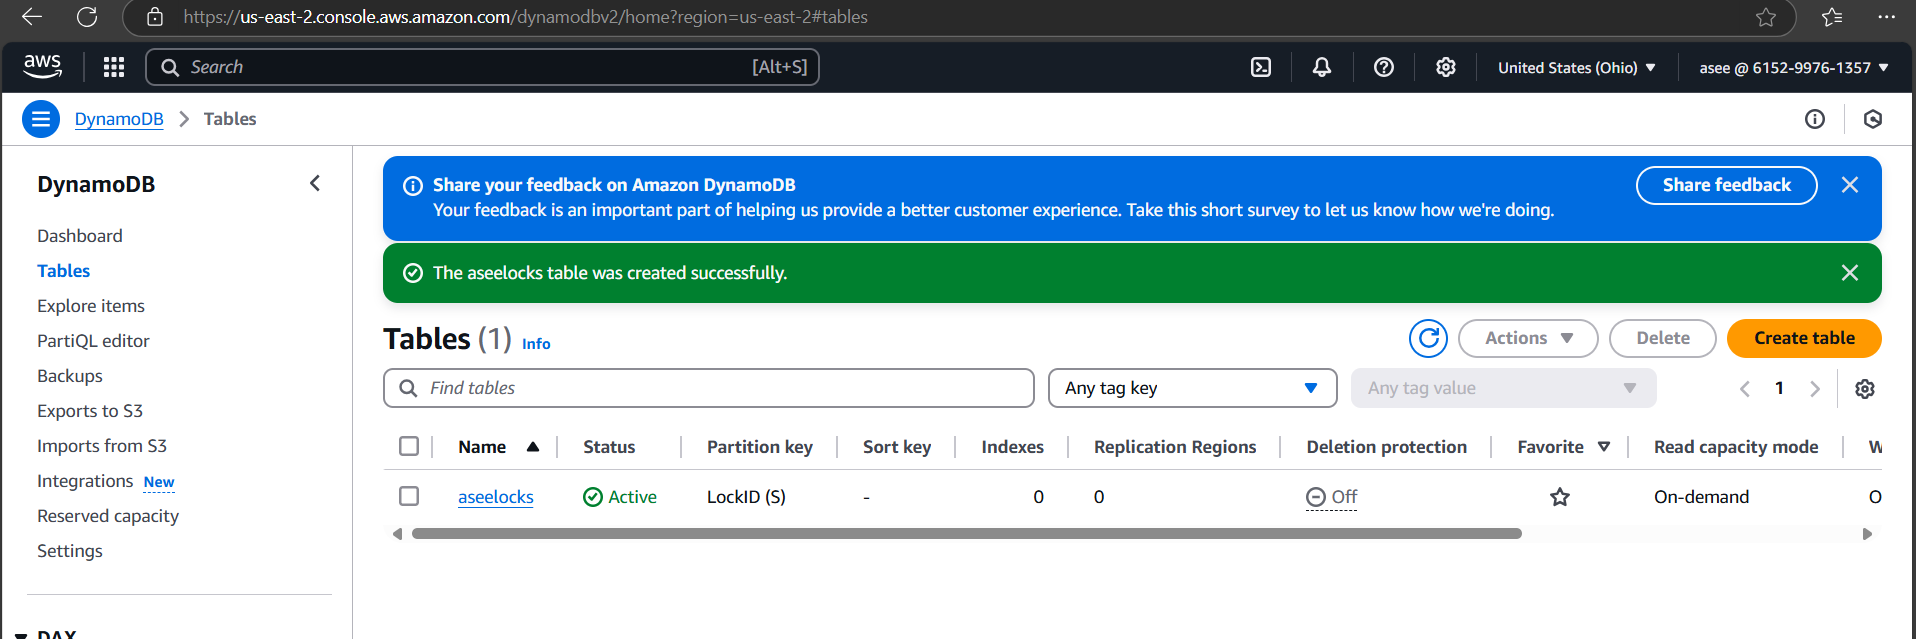 https://us-east-2.console.aws.amazon.com/dynamodbv2/home?region=us-east-2#tables
aws
Search
[Alt+S]
United States (Ohio)
asee @ 6152-9976-1357
DynamoDB
Tables
DynamoDB
Dashboard
Tables
Explore items
PartiQL editor
Backups
Exports to S3
Imports from S3
Integrations New
Reserved capacity
Settings
DAX
Share your feedback on Amazon DynamoDB
Your feedback is an important part of helping us provide a better customer experience. Take this short survey to let us know how we're doing.
Share feedback
The aseelocks table was created successfully.
Tables (1) Info
Actions
Delete
Create table
Find tables
Any tag key
Any tag value
1
Name Status Partition key Sort key Indexes Replication Regions Deletion protection Favorite Read capacity mode W
aseelocks Active LockID (S) - 0 0 Off On-demand O